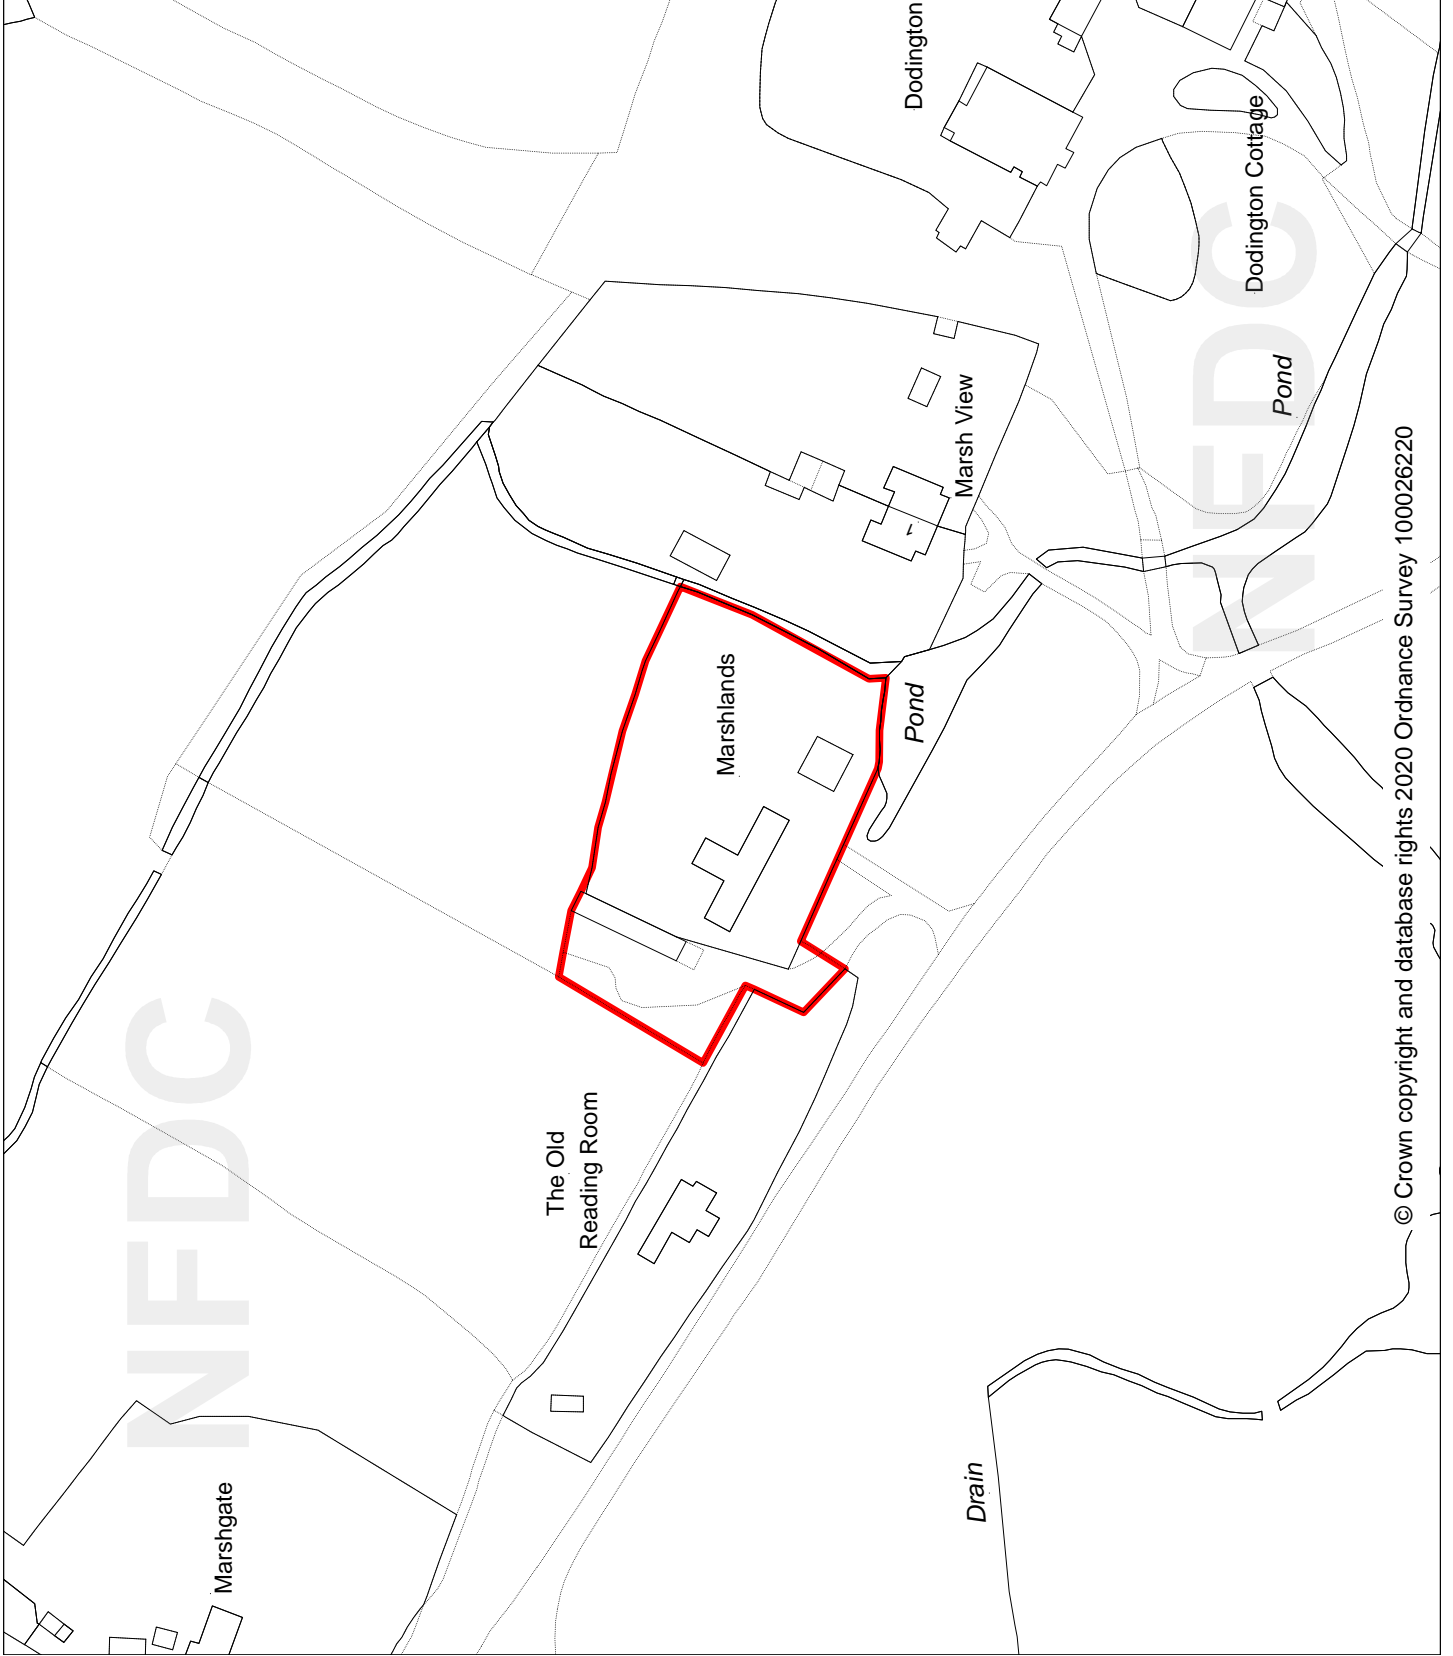 Marshgate
NFDC
The Old
Reading Room
Marshlands
Pond
Marsh View
1
Dodington
Dodington Cottage
Pond
NFDC
Drain
© Crown copyright and database rights 2020 Ordnance Survey 100026220